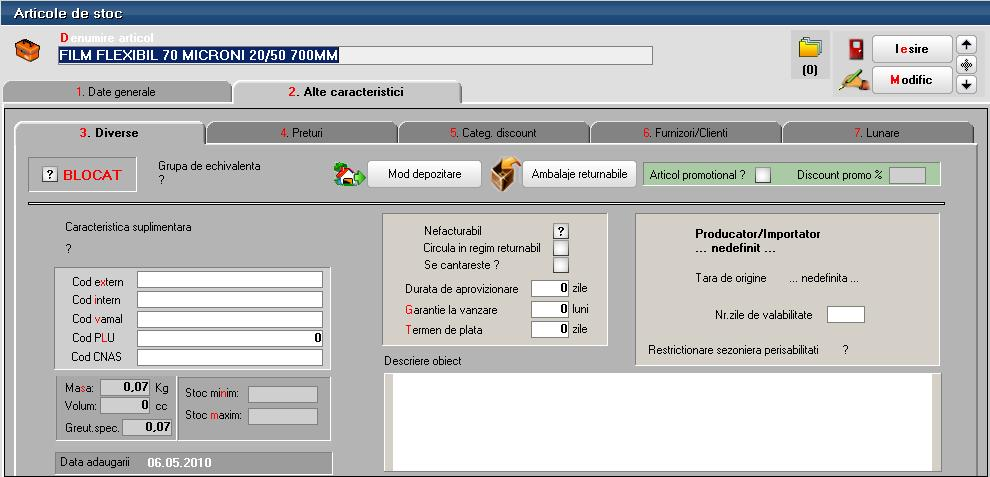 Articole de stoc
Denumire articol
FILM FLEXIBIL 70 MICRONI 20/50 700MM
(0)
Iesire
Modific
1. Date generale
2. Alte caracteristici
3. Diverse
4. Preturi
5. Categ. discount
6. Furnizori/Clienti
7. Lunare
? BLOCAT
Grupa de echivalenta
?
Mod depozitare
Ambalaje returnabile
Articol promotional ?
Discount promo %
Caracteristica suplimentara
?
Cod extern
Cod intern
Cod vamal
Cod PLU 0
Cod CNAS
Masa: 0,07 Kg
Volum: 0 cc
Greut.spec. 0,07
Stoc minim:
Stoc maxim:
Data adaugarii 06.05.2010
Nefacturabil ?
Circula in regim returnabil
Se cantareste ?
Durata de aprovizionare 0 zile
Garantie la vanzare 0 luni
Termen de plata 0 zile
Descriere obiect
Producator/Importator
... nedefinit ...
Tara de origine ... nedefinita ...
Nr.zile de valabilitate
Restrictionare sezoniera perisabilitati ?